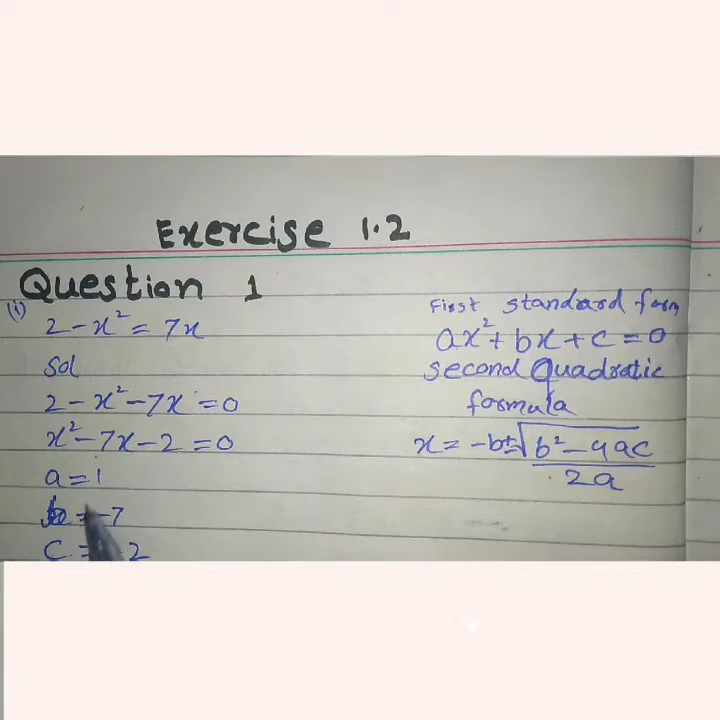 Exercise 1.2
Question 1
(i)
2 - x² = 7x
Sol
2 - x² - 7x = 0
x² - 7x - 2 = 0
a = 1
b = -7
c = -2
First standard form
ax² + bx + c = 0
second Quadratic
formula
x = -b ± √b² - 4ac
2a